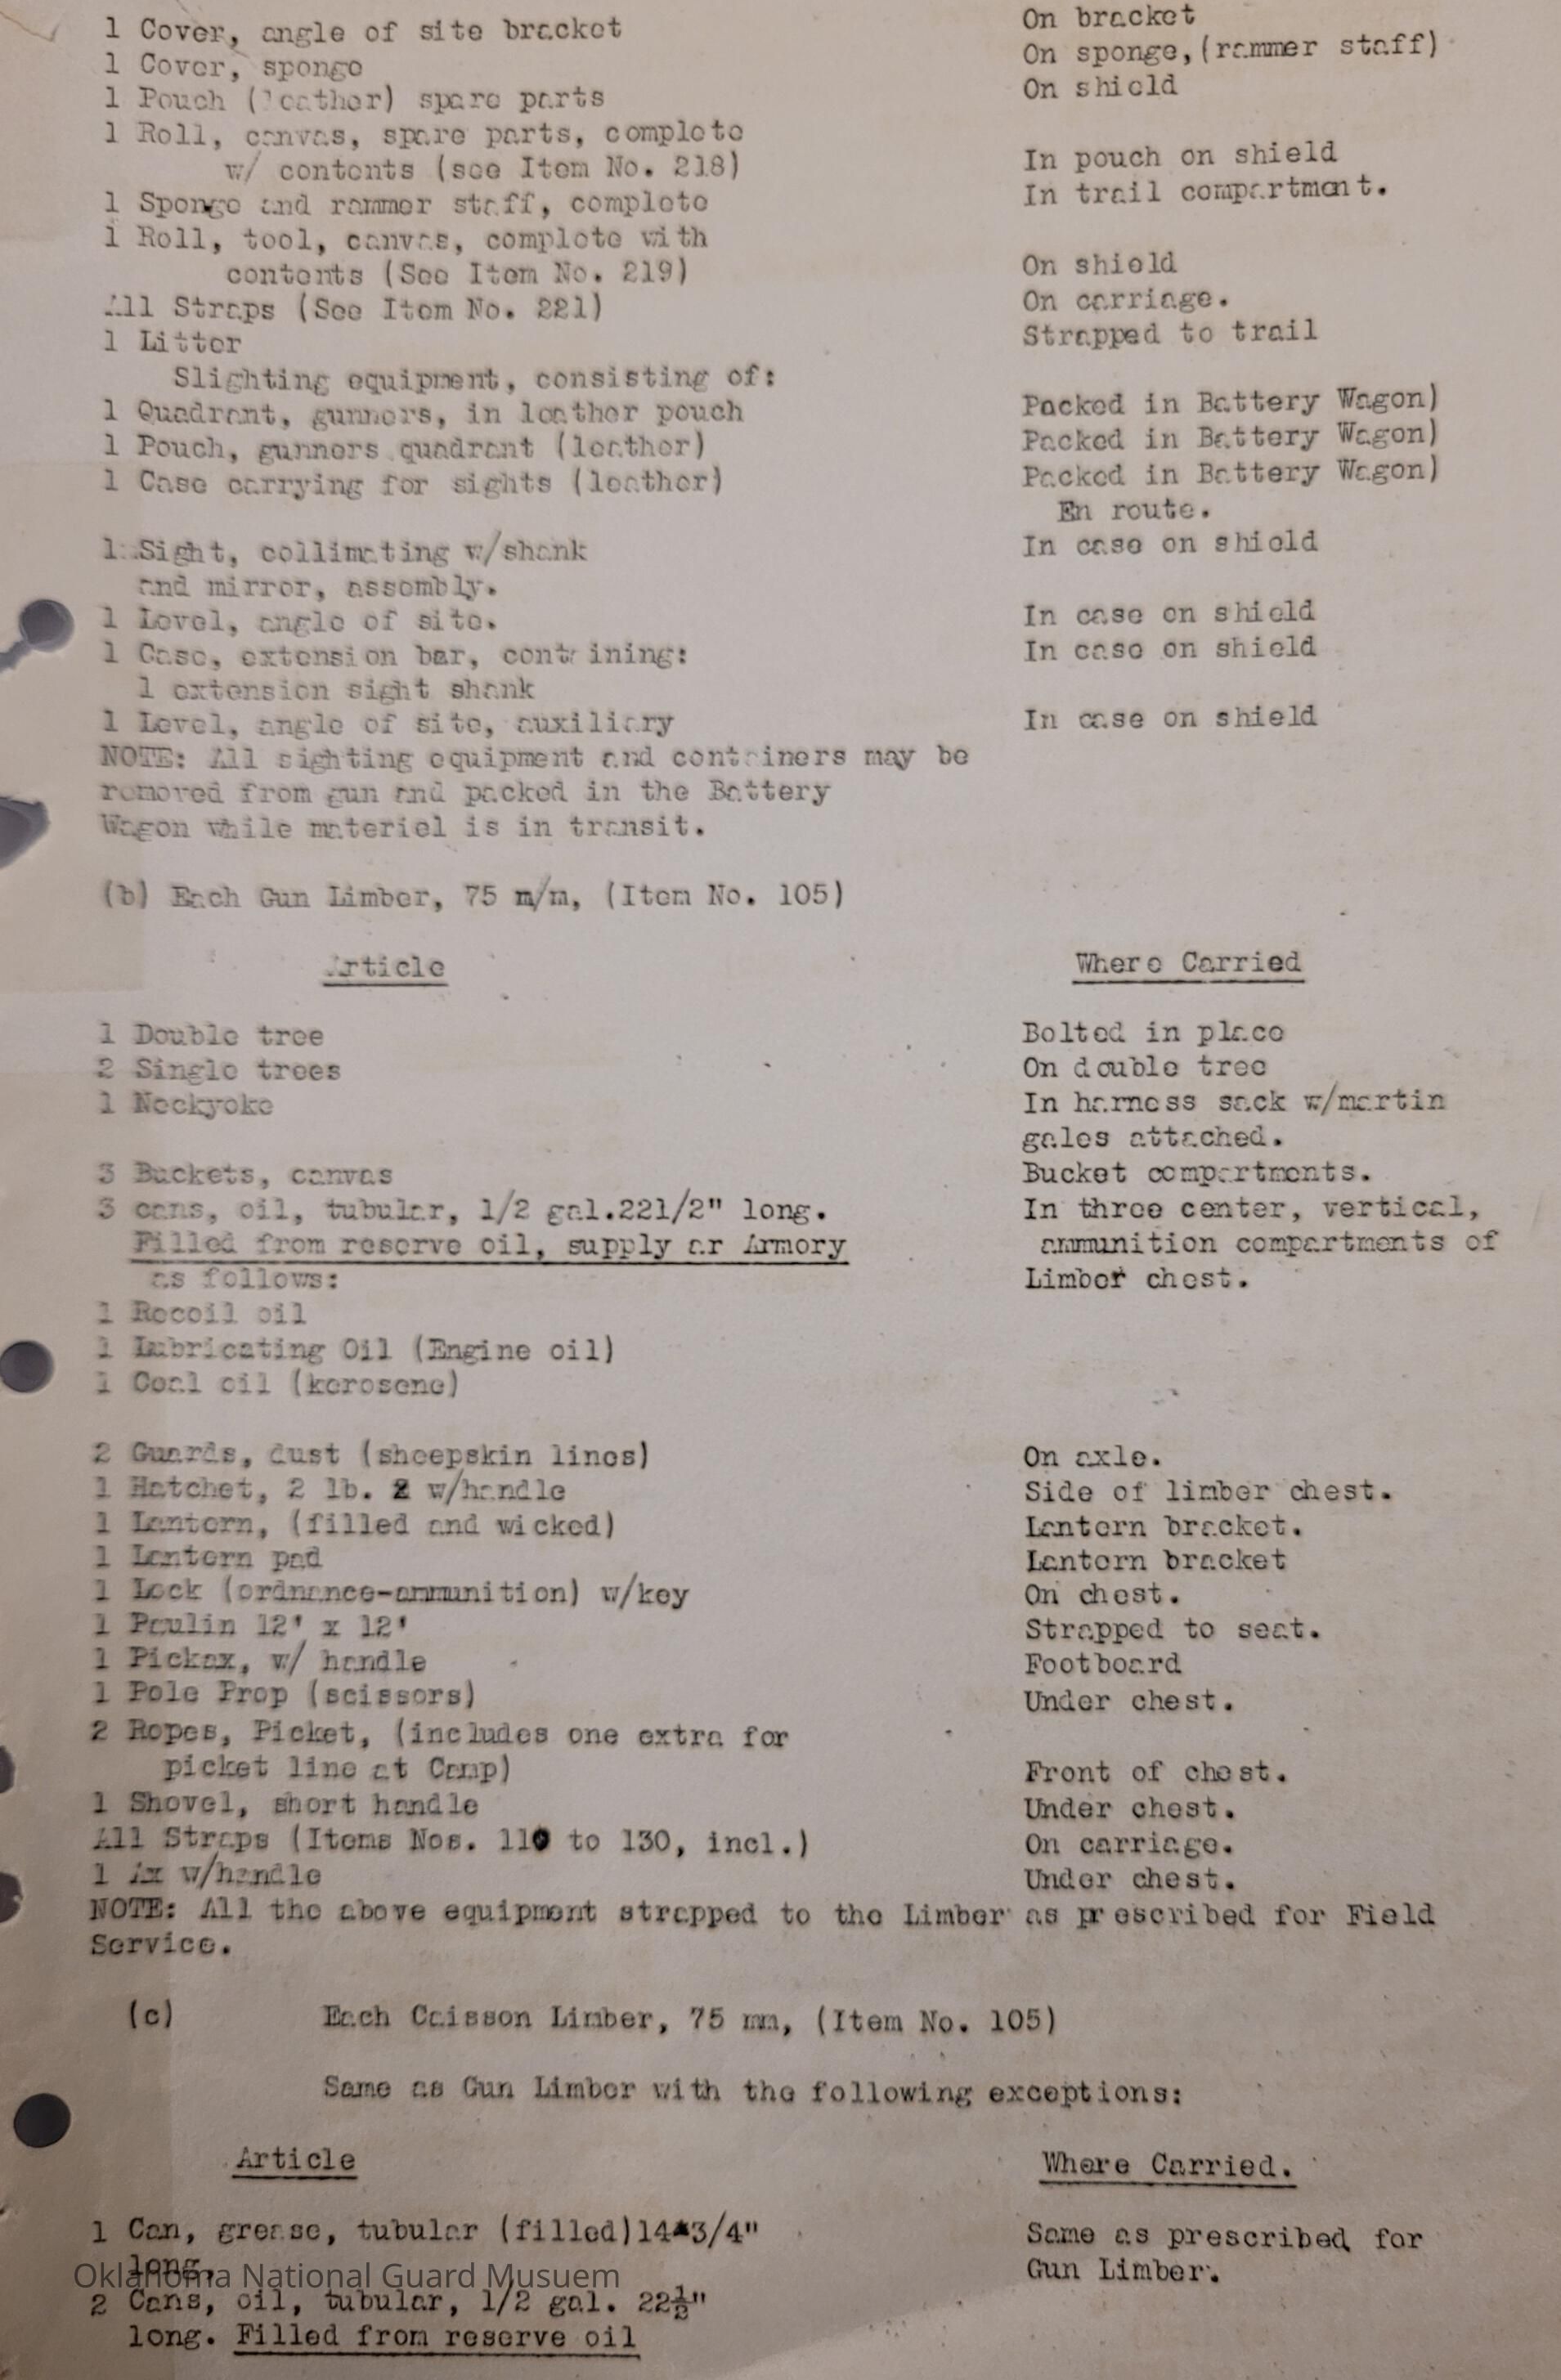 1 Cover, angle of site bracket On bracket
1 Cover, sponge On sponge,(rammer staff)
1 Pouch (leather) spare parts On shield
1 Roll, canvas, spare parts, complete
w/ contents (see Item No. 218) In pouch on shield
1 Sponge and rammer staff, complete In trail compartment.
1 Roll, tool, canvas, complete with
contents (See Item No. 219) On shield
All Straps (See Item No. 221) On carriage.
1 Litter Strapped to trail
Slighting equipment, consisting of:
1 Quadrant, gunners, in leather pouch Packed in Battery Wagon)
1 Pouch, gunners quadrant (leather) Packed in Battery Wagon)
1 Case carrying for sights (leather) Packed in Battery Wagon)
En route.
1 Sight, collimating w/shank In case on shield
and mirror, assembly.
1 Level, angle of site. In case on shield
1 Case, extension bar, containing: In case on shield
1 extension sight shank
1 Level, angle of site, auxiliary In case on shield
NOTE: All sighting equipment and containers may be
removed from gun and packed in the Battery
Wagon while materiel is in transit.
(b) Each Gun Limber, 75 m/m, (Item No. 105)
Article Where Carried
1 Double tree Bolted in place
2 Single trees On double tree
1 Neckyoke In harness sack w/martin
gales attached.
3 Buckets, canvas Bucket compartments.
3 cans, oil, tubular, 1/2 gal.221/2" long. In three center, vertical,
Filled from reserve oil, supply ar Armory ammunition compartments of
as follows: Limber chest.
1 Recoil oil
1 Lubricating Oil (Engine oil)
1 Coal oil (kerosene)
2 Guards, dust (sheepskin lines) On axle.
1 Hatchet, 2 lb. 2 w/handle Side of limber chest.
1 Lantern, (filled and wicked) Lantern bracket.
1 Lantern pad Lantern bracket
1 Lock (ordnance-ammunition) w/key On chest.
1 Paulin 12' x 12' Strapped to seat.
1 Pickax, w/ handle Footboard
1 Pole Prop (scissors) Under chest.
2 Ropes, Picket, (includes one extra for
picket line at Camp) Front of chest.
1 Shovel, short handle Under chest.
All Straps (Items Nos. 110 to 130, incl.) On carriage.
1 Ax w/handle Under chest.
NOTE: All the above equipment strapped to the Limber as prescribed for Field
Service.
(c) Each Caisson Limber, 75 mm, (Item No. 105)
Same as Gun Limber with the following exceptions:
Article Where Carried.
1 Can, grease, tubular (filled)14-3/4" Same as prescribed for
long, Gun Limber.
Oklahoma National Guard Musuem
2 Cans, oil, tubular, 1/2 gal. 22½"
long. Filled from reserve oil